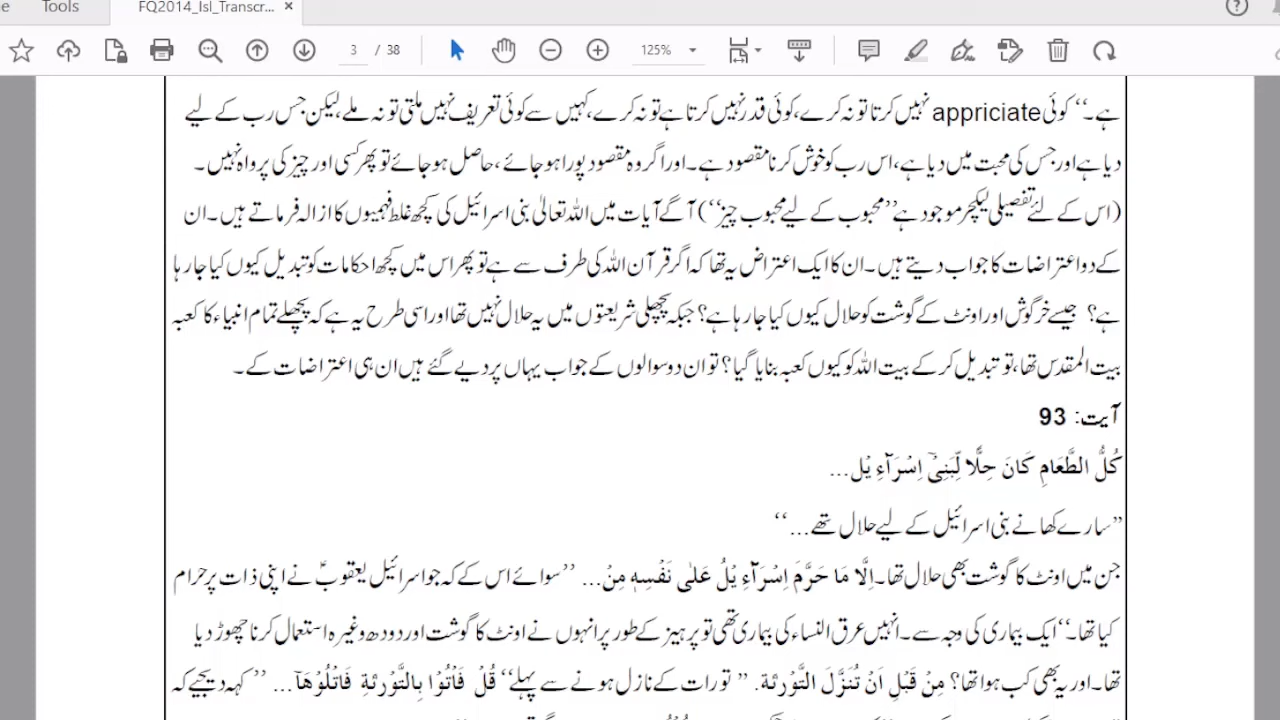 Tools
FQ2014_Isl_Transcr... ×
3 / 38
125%
ہے۔‘‘ کوئی appriciate نہیں کرتا تو نہ کرے، کوئی قدر نہیں کرتا ہے تو نہ کرے، کہیں سے کوئی تعریف نہیں ملتی تو نہ ملے، لیکن جس رب کے لیے
دیا ہے اور جس کی محبت میں دیا ہے، اس رب کو خوش کرنا مقصود ہے۔ اور اگر وہ مقصود پورا ہو جائے، حاصل ہو جائے تو پھر کسی اور چیز کی پرواہ نہیں۔
(اس کے لئے تفصیلی لیکچر موجود ہے ’’محبوب کے لیے محبوب چیز‘‘) آگے آیات میں اللہ تعالیٰ بنی اسرائیل کی کچھ غلط فہمیوں کا ازالہ فرماتے ہیں۔ ان
کے دو اعتراضات کا جواب دیتے ہیں۔ ان کا ایک اعتراض یہ تھا کہ اگر قرآن اللہ کی طرف سے ہے تو پھر اس میں کچھ احکامات کو تبدیل کیوں کیا جا رہا
ہے؟ جیسے خرگوش اور اونٹ کے گوشت کو حلال کیوں کیا جا رہا ہے؟ جبکہ پچھلی شریعتوں میں یہ حلال نہیں تھا اور اسی طرح یہ ہے کہ پچھلے تمام انبیاء کا کعبہ
بیت المقدس تھا، تو تبدیل کر کے بیت اللہ کو کیوں کعبہ بنایا گیا؟ تو ان دو سوالوں کے جواب یہاں پر دیے گئے ہیں ان ہی اعتراضات کے۔
آیت: 93
كُلُّ الطَّعَامِ كَانَ حِلًّا لِّبَنِىْٓ اِسْرَآءِيْل...
’’سارے کھانے بنی اسرائیل کے لیے حلال تھے...‘‘
جن میں اونٹ کا گوشت بھی حلال تھا۔ اِلَّا مَا حَرَّمَ اِسْرَآءِيْلُ عَلٰى نَفْسِهٖ مِنْ... ’’سوائے اس کے کہ جو اسرائیل یعقوبؑ نے اپنی ذات پر حرام
کیا تھا۔‘‘ ایک بیماری کی وجہ سے۔ انہیں عرق النساء کی بیماری تھی تو پرہیز کے طور پر انہوں نے اونٹ کا گوشت اور دودھ وغیرہ استعمال کرنا چھوڑ دیا
تھا۔ اور یہ بھی کب ہوا تھا؟ مِنْ قَبْلِ اَنْ تُنَزَّلَ التَّوْرٰىةُ. ’’تورات کے نازل ہونے سے پہلے‘‘ قُلْ فَاْتُوْا بِالتَّوْرٰىةِ فَاتْلُوْهَآ... ’’کہہ دیجیے کہ